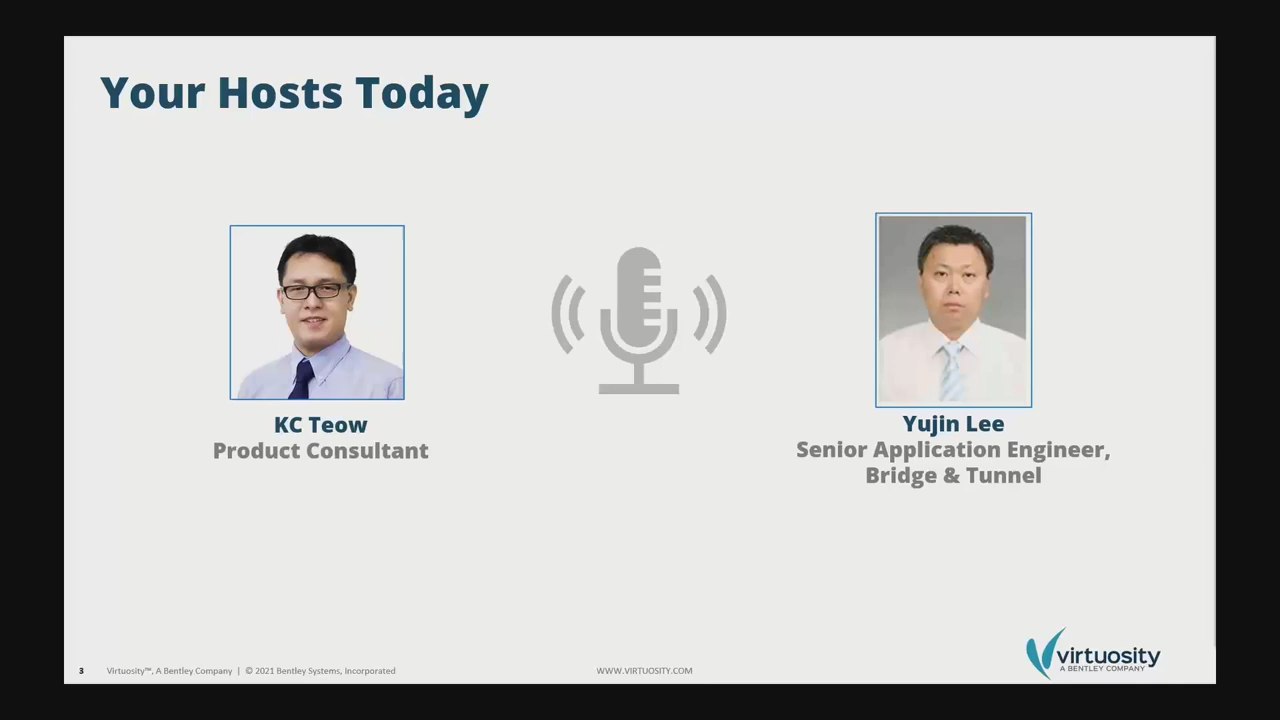 Your Hosts Today
KC Teow
Product Consultant
Yujin Lee
Senior Application Engineer,
Bridge & Tunnel
3 Virtuosity™, A Bentley Company | © 2021 Bentley Systems, Incorporated
WWW.VIRTUOSITY.COM
virtuosity
A BENTLEY COMPANY